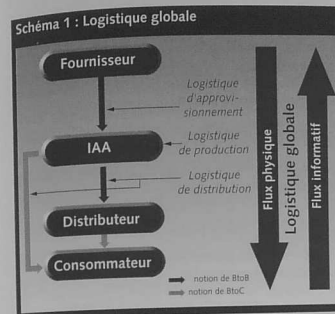 Schéma 1 : Logistique globale
Fournisseur
Logistique
d'approvi-
sionnement
IAA
Logistique
de production
Logistique
de distribution
Distributeur
Consommateur
notion de BtoB
notion de BtoC
Flux physique
Logistique globale
Flux informatif